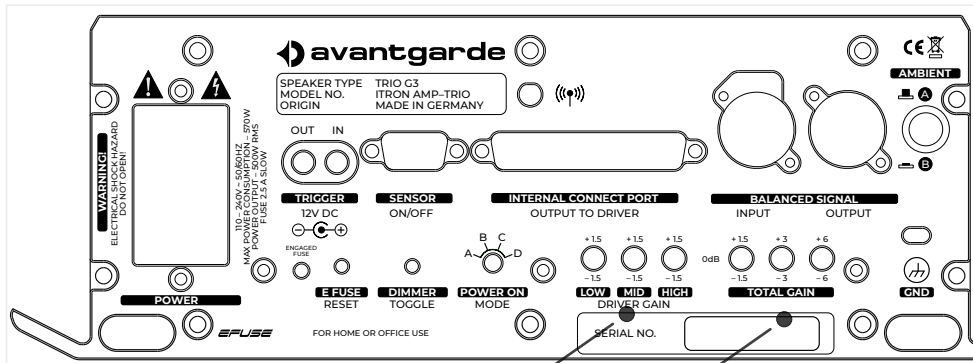 avantgarde
SPEAKER TYPE TRIO G3
MODEL NO. ITRON AMP–TRIO
ORIGIN MADE IN GERMANY
CE
AMBIENT
A
B
WARNING!
ELECTRICAL SHOCK HAZARD
DO NOT OPEN!
110 – 240V ~ 50/60HZ
MAX POWER CONSUMPTION – 570W
POWER OUTPUT – 500W RMS
FUSE 2.5 A SLOW
OUT IN
TRIGGER
12V DC
SENSOR
ON/OFF
INTERNAL CONNECT PORT
OUTPUT TO DRIVER
BALANCED SIGNAL
INPUT OUTPUT
ENGAGED
FUSE
A B C D
0dB
+ 1.5 + 1.5 + 1.5 + 1.5 + 3 + 6
– 1.5 – 1.5 – 1.5 – 1.5 – 3 – 6
POWER
E FUSE
RESET
DIMMER
TOGGLE
POWER ON
MODE
LOW MID HIGH
DRIVER GAIN
TOTAL GAIN
GND
EFUSE
FOR HOME OR OFFICE USE
SERIAL NO.